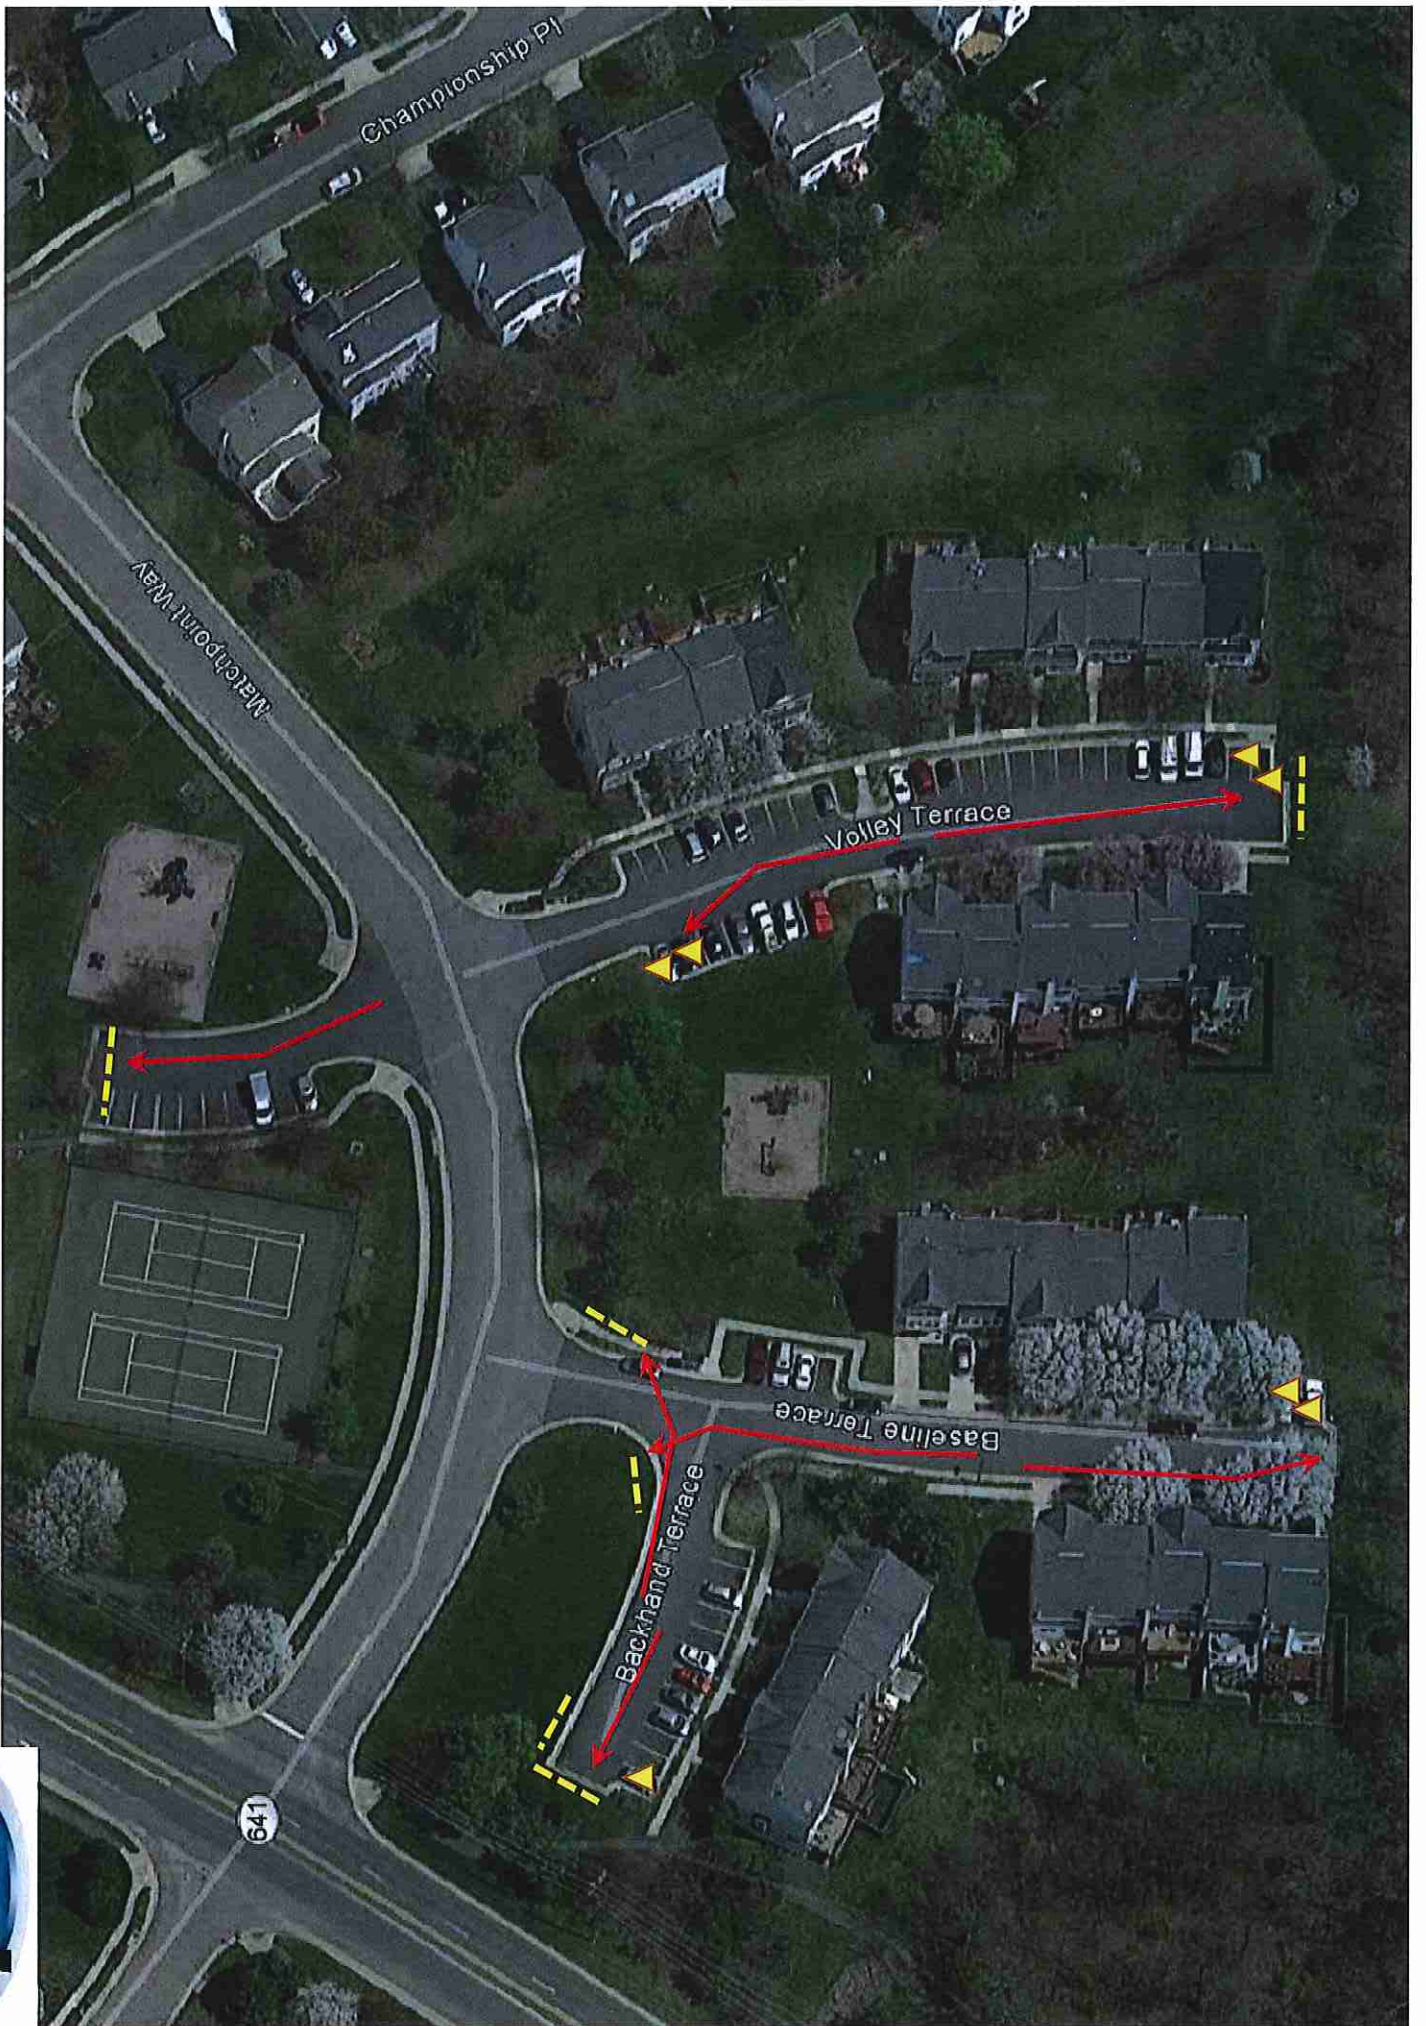 Championship Pl
Matchpoint Way
Volley Terrace
Baseline Terrace
Backhand Terrace
641